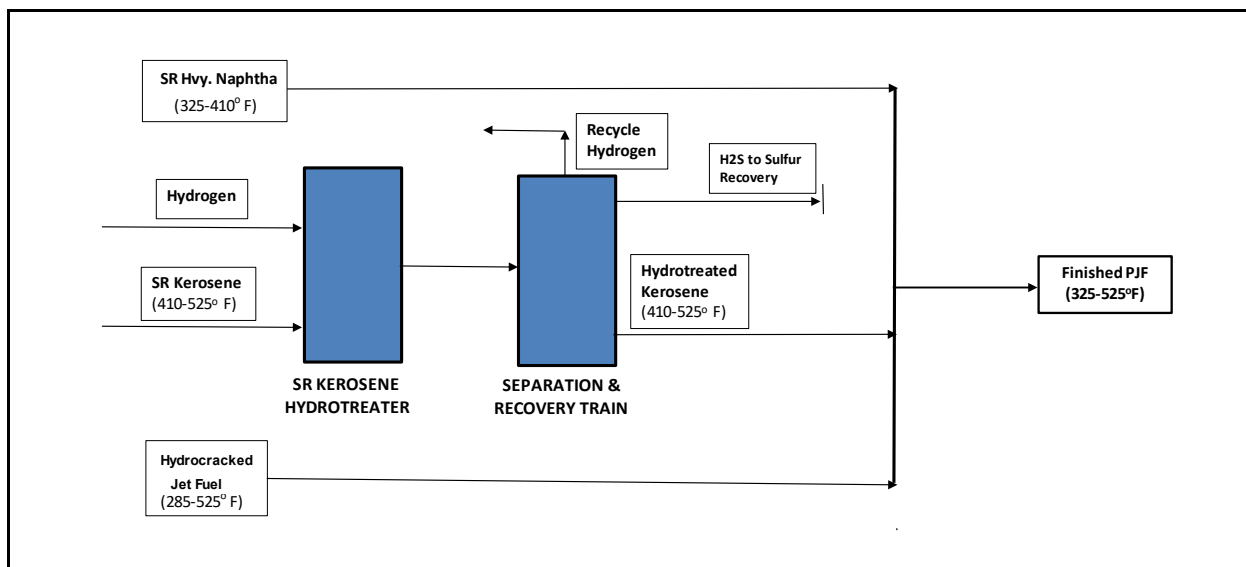 SR Hvy. Naphtha
(325-410° F)
Recycle
Hydrogen
H2S to Sulfur
Recovery
Hydrogen
SR Kerosene
(410-525° F)
Hydrotreated
Kerosene
(410-525° F)
Finished PJF
(325-525°F)
SR KEROSENE
HYDROTREATER
SEPARATION &
RECOVERY TRAIN
Hydrocracked
Jet Fuel
(285-525° F)